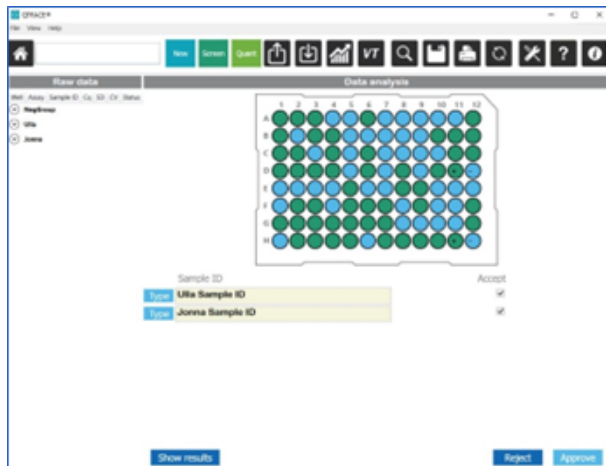 CFTRACE®
File View Help
New Screen Quant VT ?
Raw data
Data analysis
Well Assay Sample ID Cq SD CV Status
NegGroup
Ulla
Jonna
1 2 3 4 5 6 7 8 9 10 11 12
A
B
C
D
E
F
G
H
Sample ID Accept
Type Ulla Sample ID
Type Jonna Sample ID
Show results Reject Approve